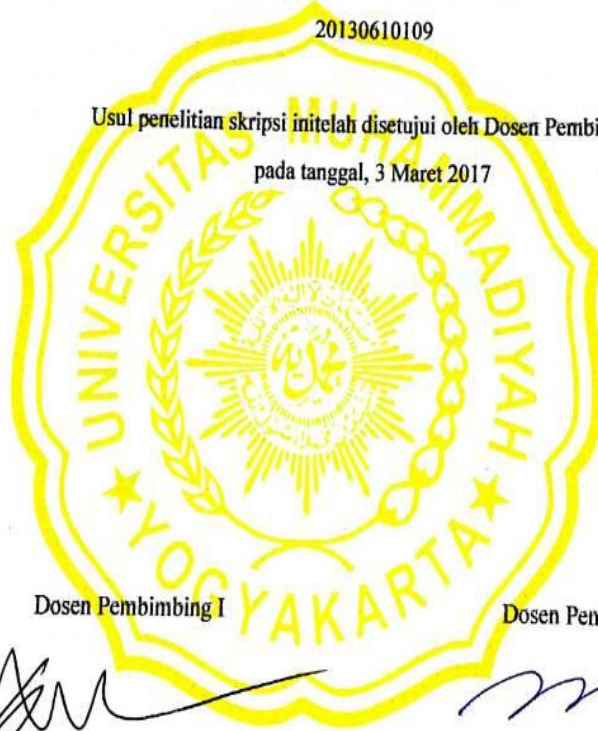 20130610109
Usul penelitian skripsi initelah disetujui oleh Dosen Pembi
pada tanggal, 3 Maret 2017
UNIVERSITAS MUHAMMADIYAH
★ YOGYAKARTA ★
Dosen Pembimbing I
Dosen Pem